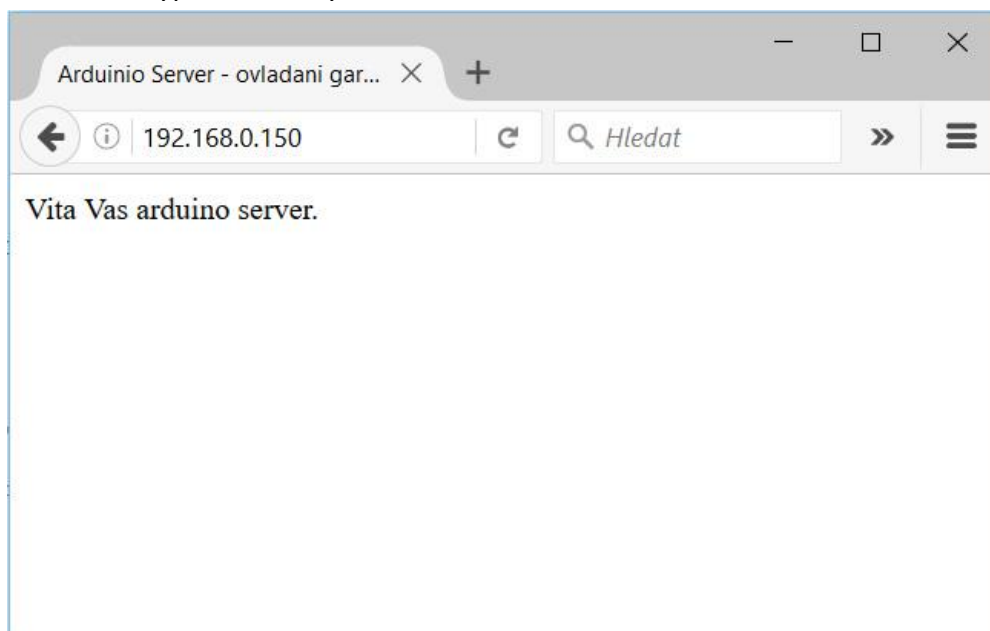 Arduinio Server - ovladani gar...
192.168.0.150
Hledat
Vita Vas arduino server.